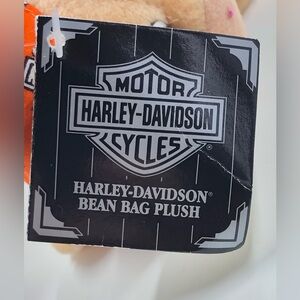 MOTOR
HARLEY-DAVIDSON
CYCLES
®
HARLEY-DAVIDSON®
BEAN BAG PLUSH